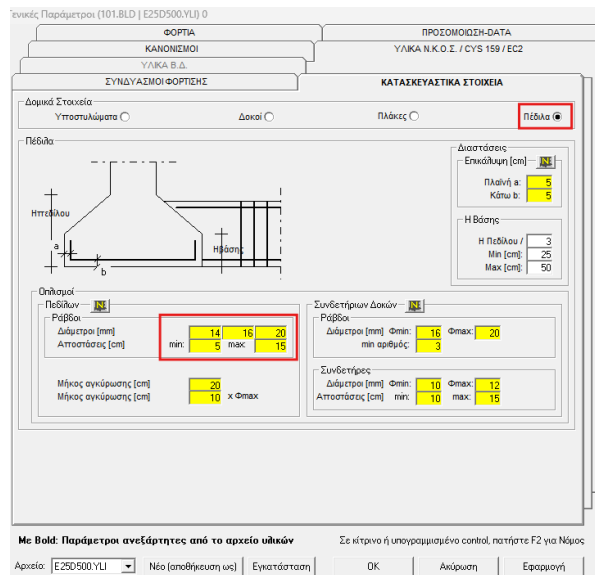 Γενικές Παράμετροι (101.BLD | E25D500.YLI) 0
ΦΟΡΤΙΑ
ΠΡΟΣΟΜΟΙΩΣΗ-DATA
ΚΑΝΟΝΙΣΜΟΙ
ΥΛΙΚΑ Ν.Κ.Ο.Σ. / CYS 159 / EC2
ΥΛΙΚΑ Β.Δ.
ΣΥΝΔΥΑΣΜΟΙ ΦΟΡΤΙΣΗΣ
ΚΑΤΑΣΚΕΥΑΣΤΙΚΑ ΣΤΟΙΧΕΙΑ
Δομικά Στοιχεία
Υποστυλώματα
Δοκοί
Πλάκες
Πέδιλα
Πέδιλα
Ηπεδίλου
a
b
Ηβάσης
Διαστάσεις
Επικάλυψη [cm]
Πλαϊνή a: 5
Κάτω b: 5
Η Βάσης
Η Πεδίλου / 3
Min [cm]: 25
Max [cm]: 50
Οπλισμοί
Πεδίλων
Ράβδοι
Διάμετροι [mm] 14 16 20
Αποστάσεις [cm] min: 5 max: 15
Μήκος αγκύρωσης [cm] 20
Μήκος αγκύρωσης [cm] 10 x Φmax
Συνδετήριων Δοκών
Ράβδοι
Διάμετροι [mm] Φmin: 16 Φmax: 20
min αριθμός: 3
Συνδετήρες
Διάμετροι [mm] Φmin: 10 Φmax: 12
Αποστάσεις [cm] min: 10 max: 15
Με Bold: Παράμετροι ανεξάρτητες από το αρχείο υλικών
Σε κίτρινο ή υπογραμμισμένο control, πατήστε F2 για Νόμος
Αρχείο: E25D500.YLI
Νέο (αποθήκευση ως)
Εγκατάσταση
OK
Ακύρωση
Εφαρμογή